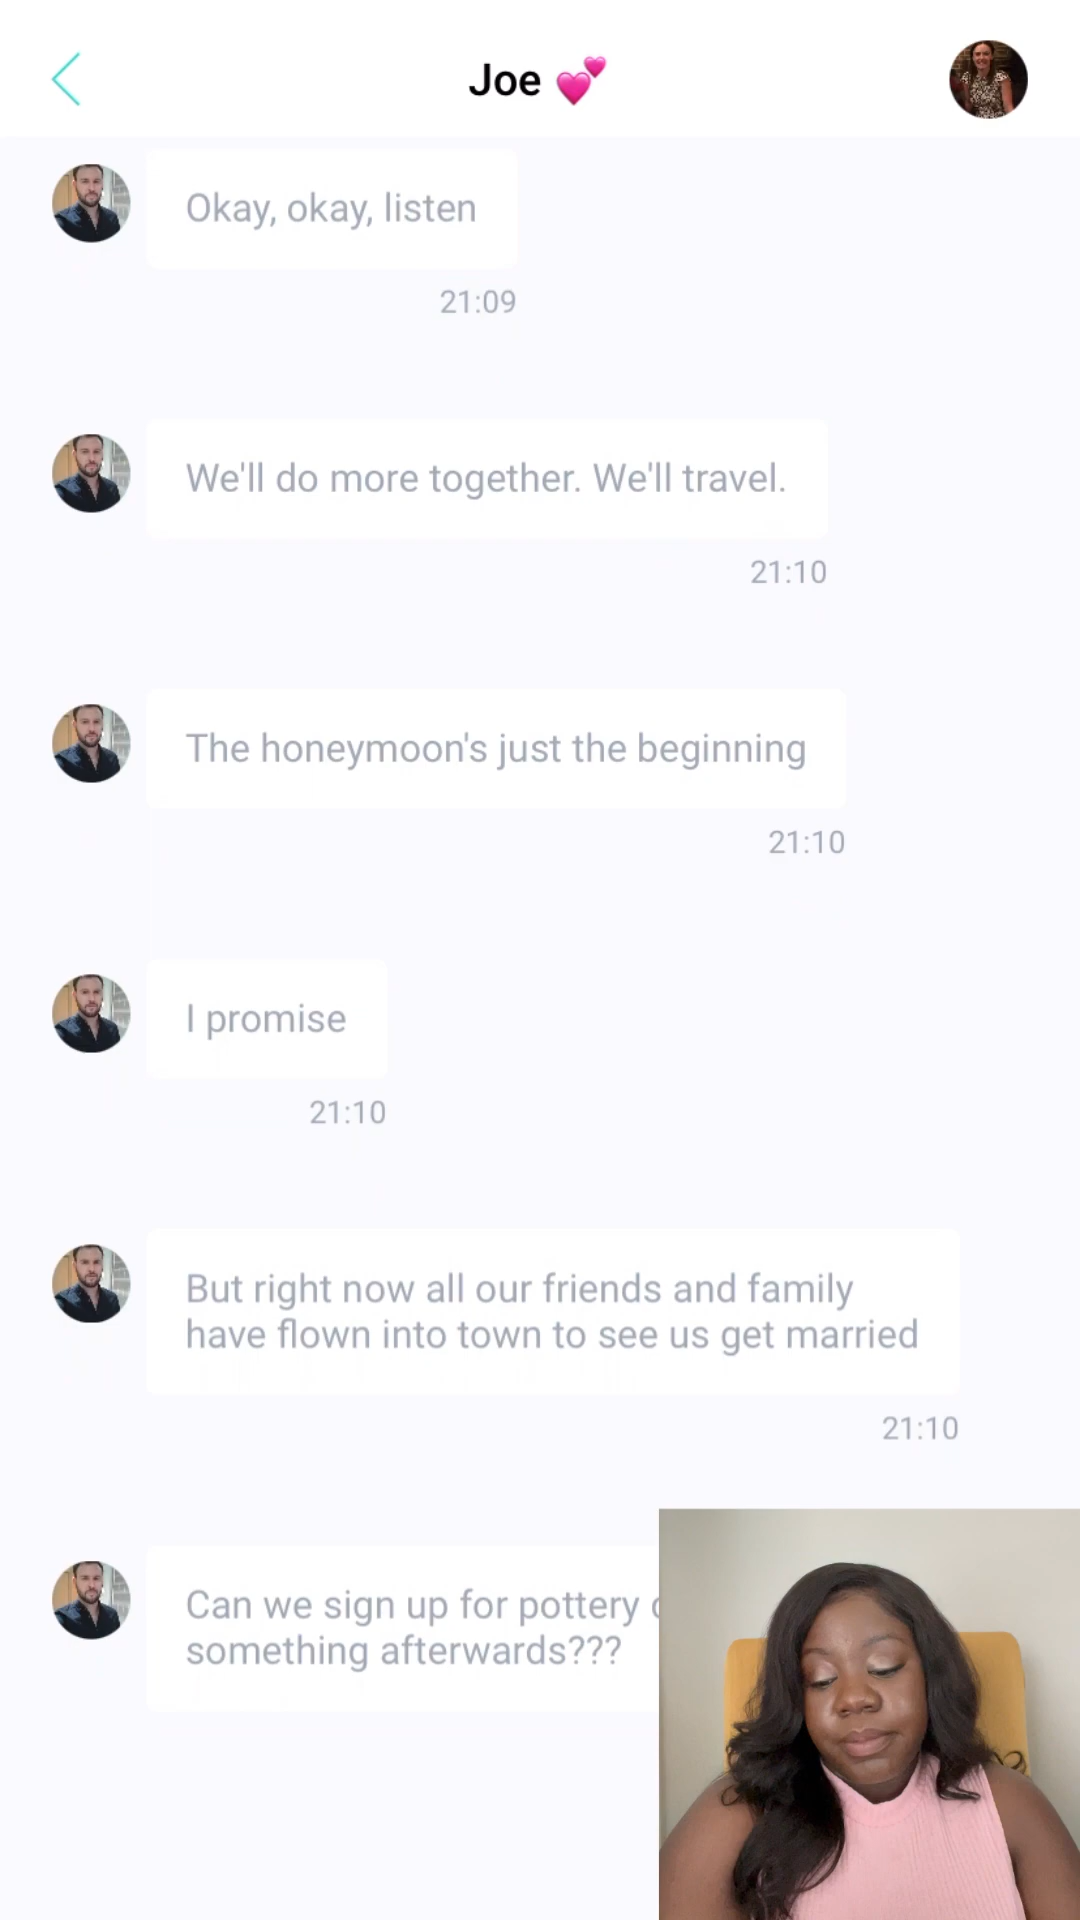 Joe 💕
Okay, okay, listen
21:09
We'll do more together. We'll travel.
21:10
The honeymoon's just the beginning
21:10
I promise
21:10
But right now all our friends and family
have flown into town to see us get married
21:10
Can we sign up for pottery
something afterwards???